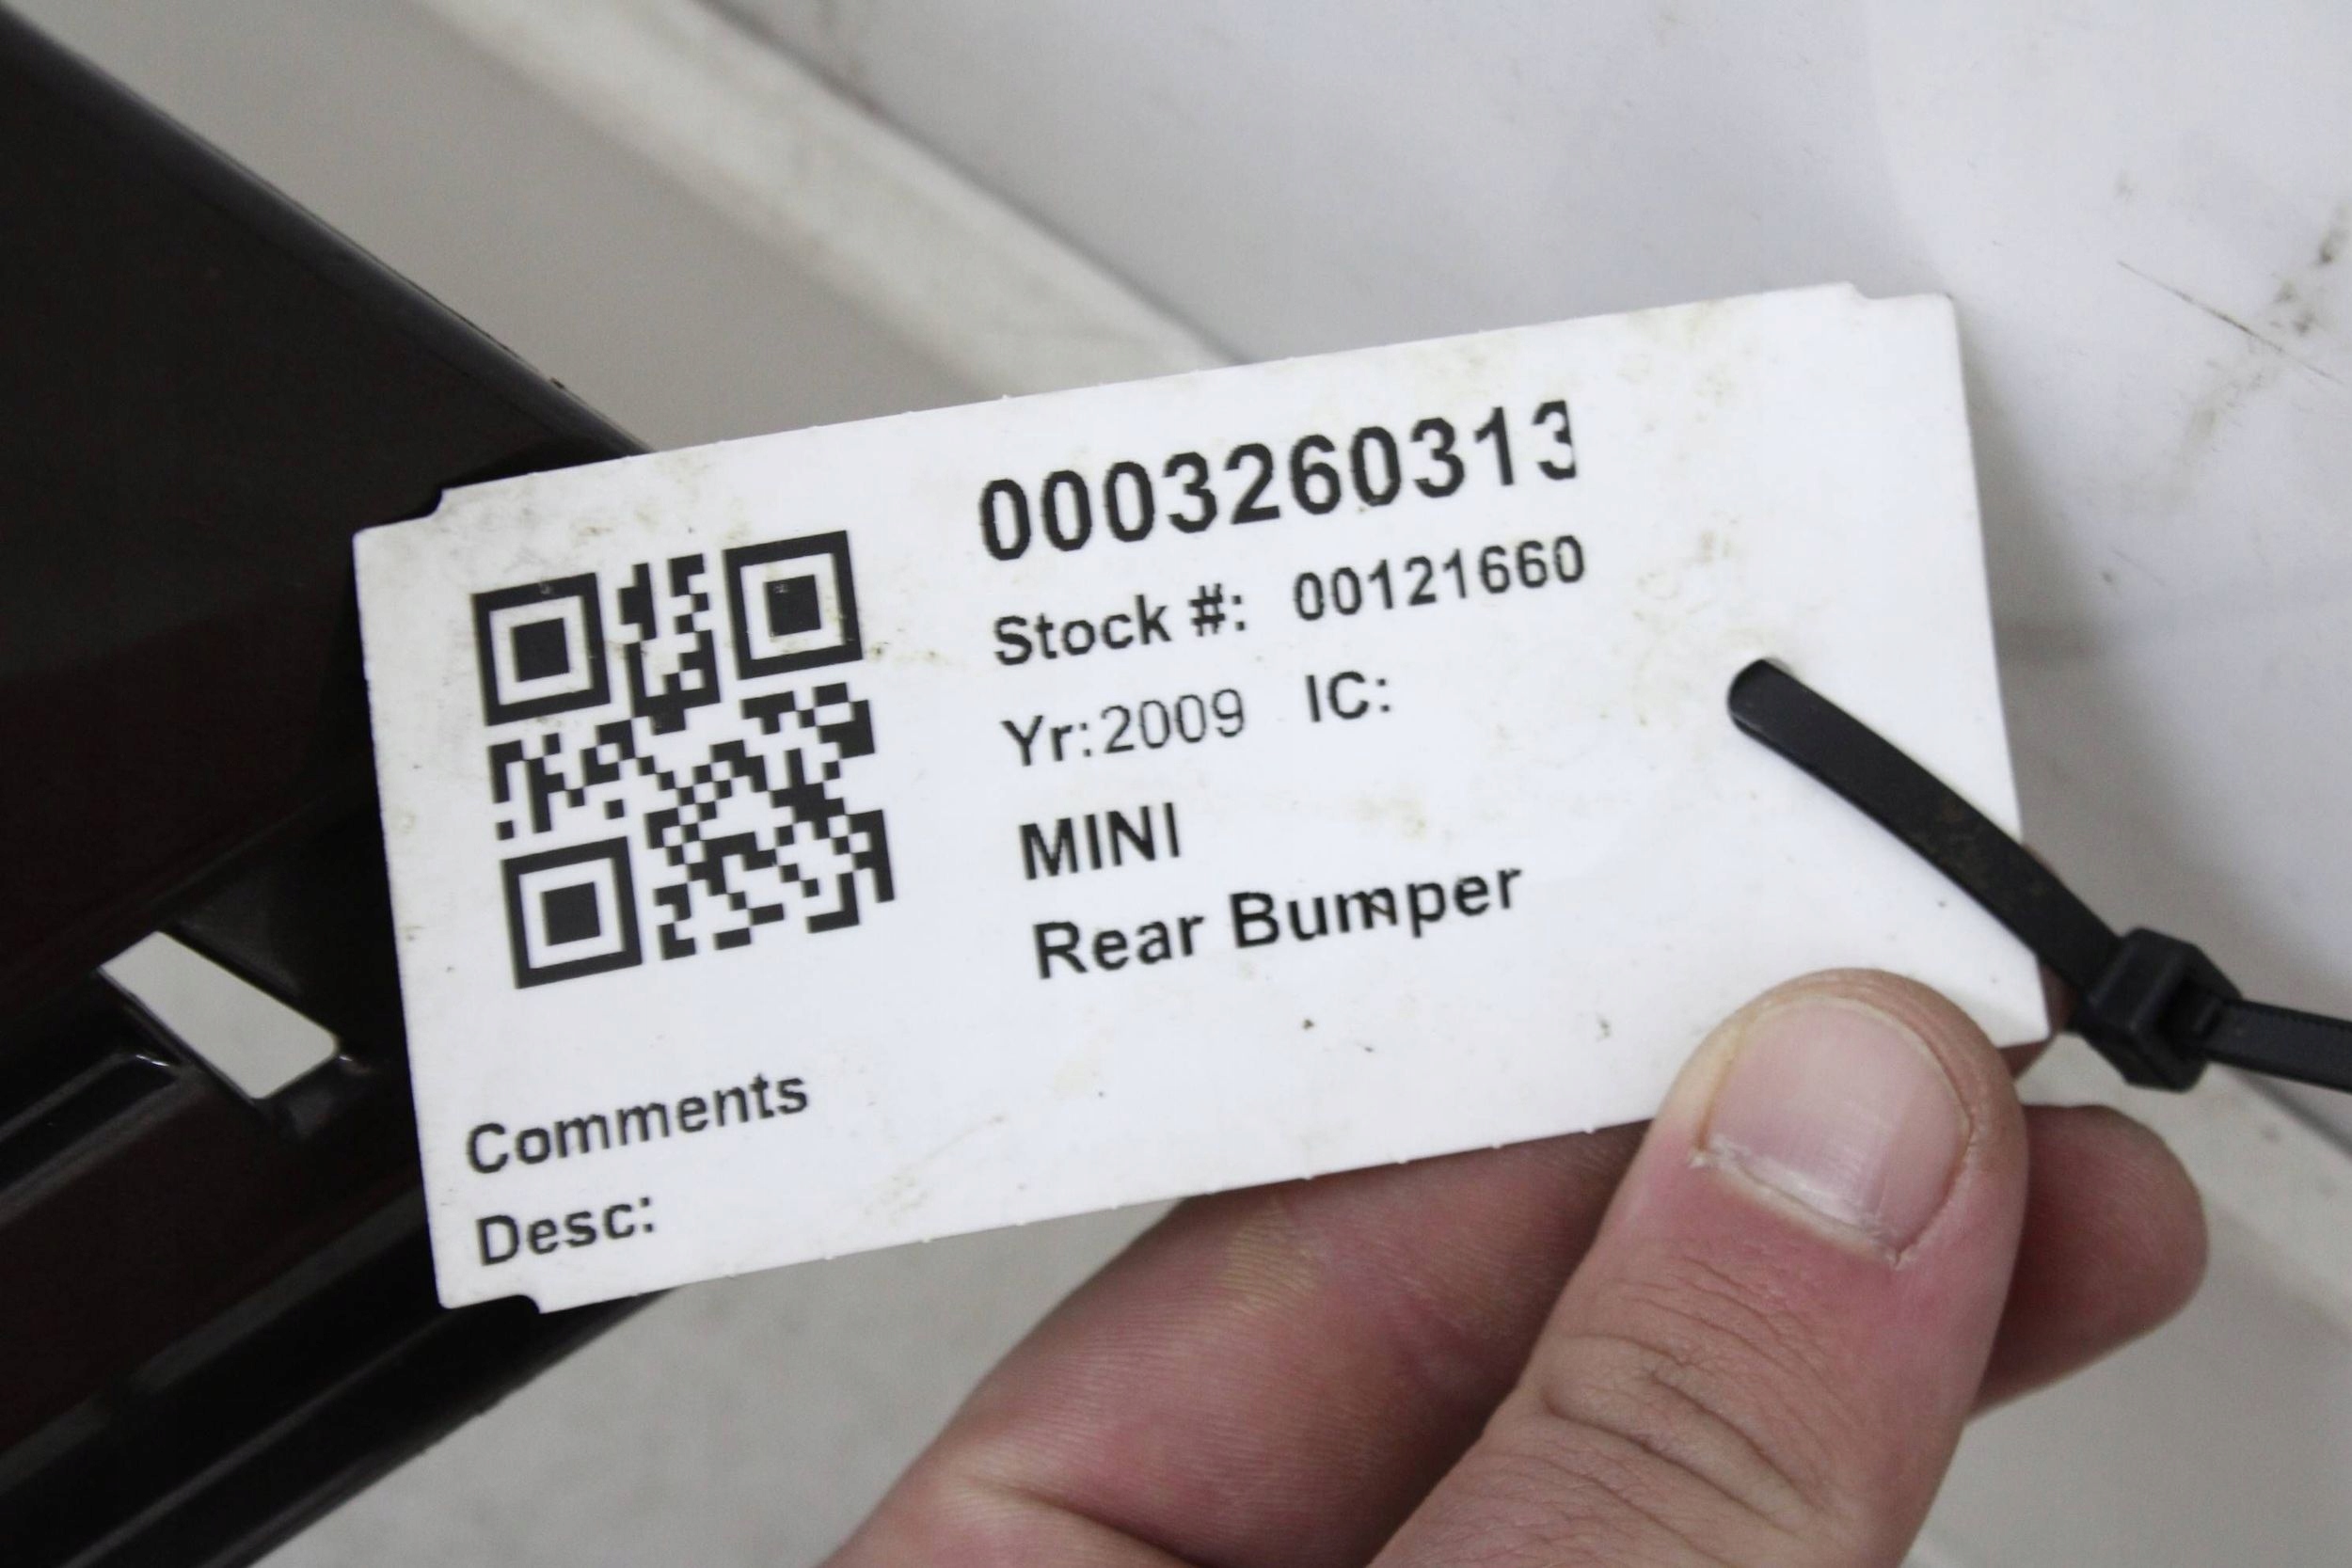 0003260313
Stock #: 00121660
Yr:2009 IC:
MINI
Rear Bumper
Comments
Desc: